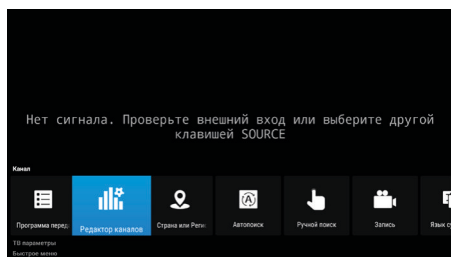 Нет сигнала. Проверьте внешний вход или выберите другой
клавишей SOURCE
Канал
Программа перед
Редактор каналов
Страна или Реги
Автопоиск
Ручной поиск
Запись
Язык су
ТВ параметры
Быстрое меню